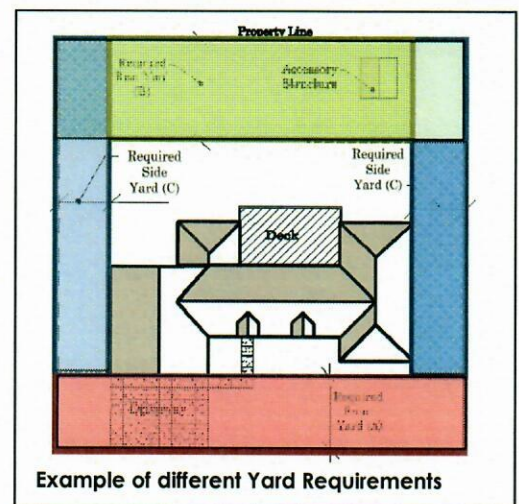 Property Line
Required
Rear Yard
(B)
Accessory
Structure
Required
Side
Yard (C)
Required
Side
Yard (C)
Deck
Driveway
Required
Front
Yard (A)
Example of different Yard Requirements